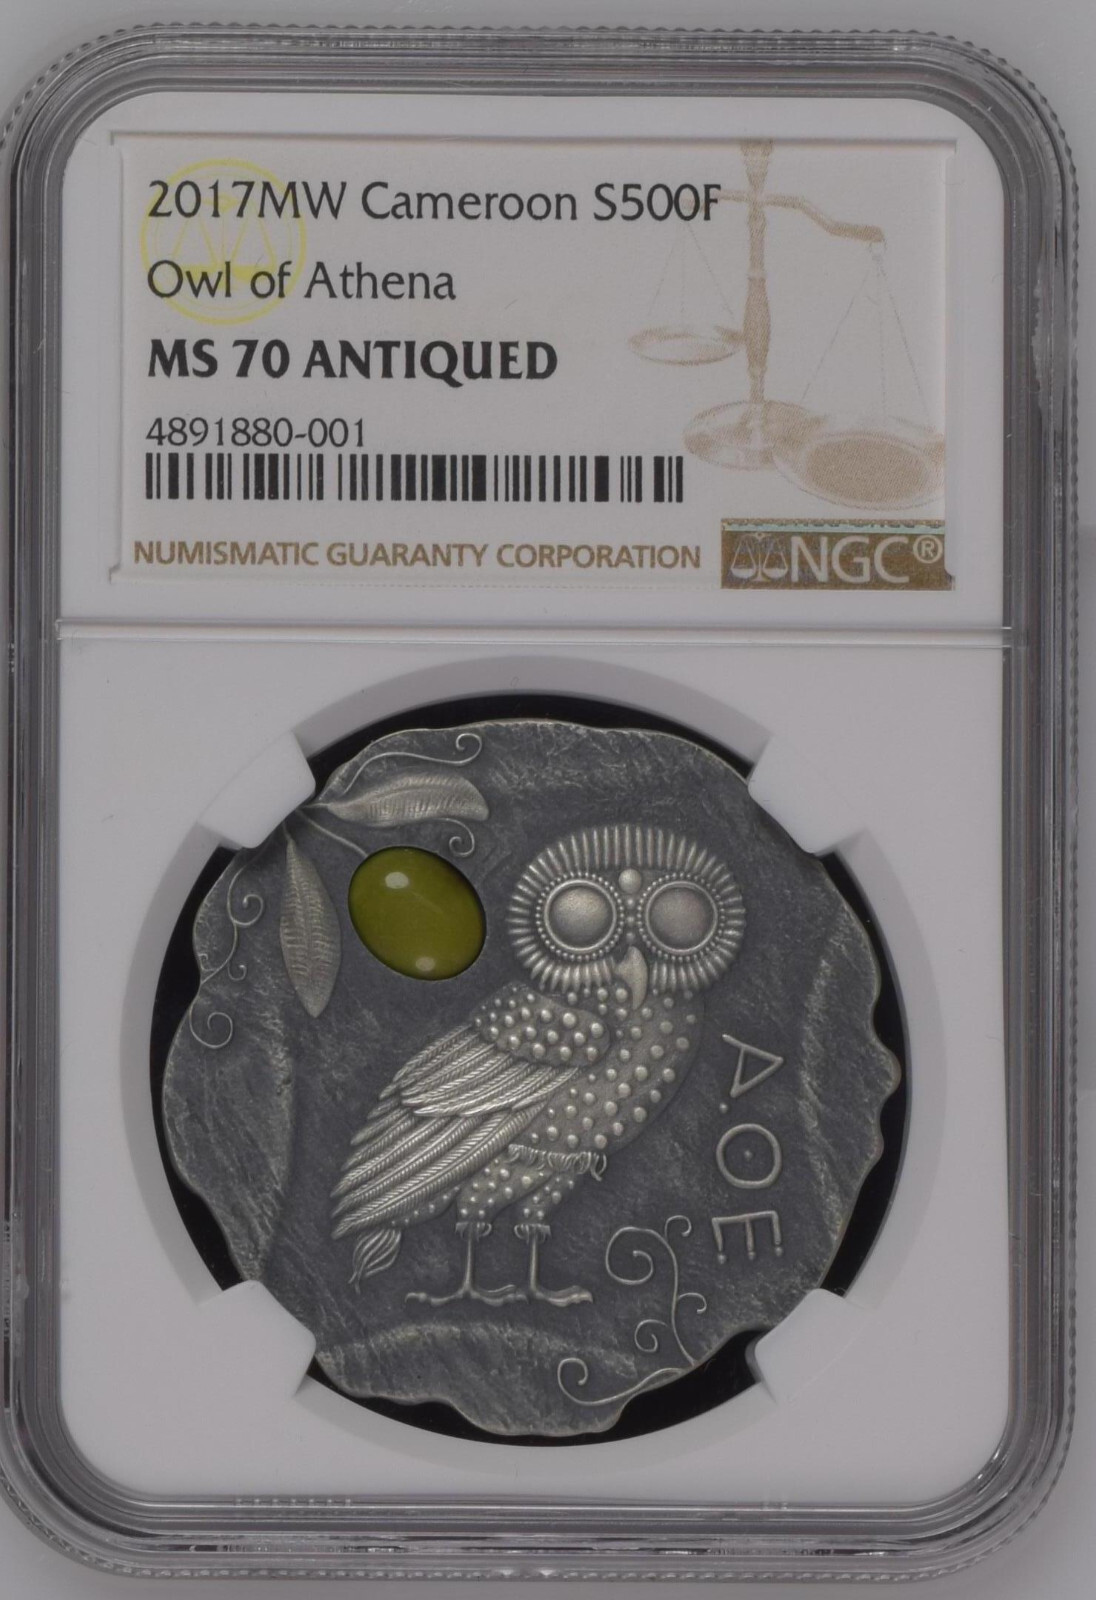 2017MW Cameroon S500F
Owl of Athena
MS 70 ANTIQUED
4891880-001
NUMISMATIC GUARANTY CORPORATION
NGC®
ΑΘΕ